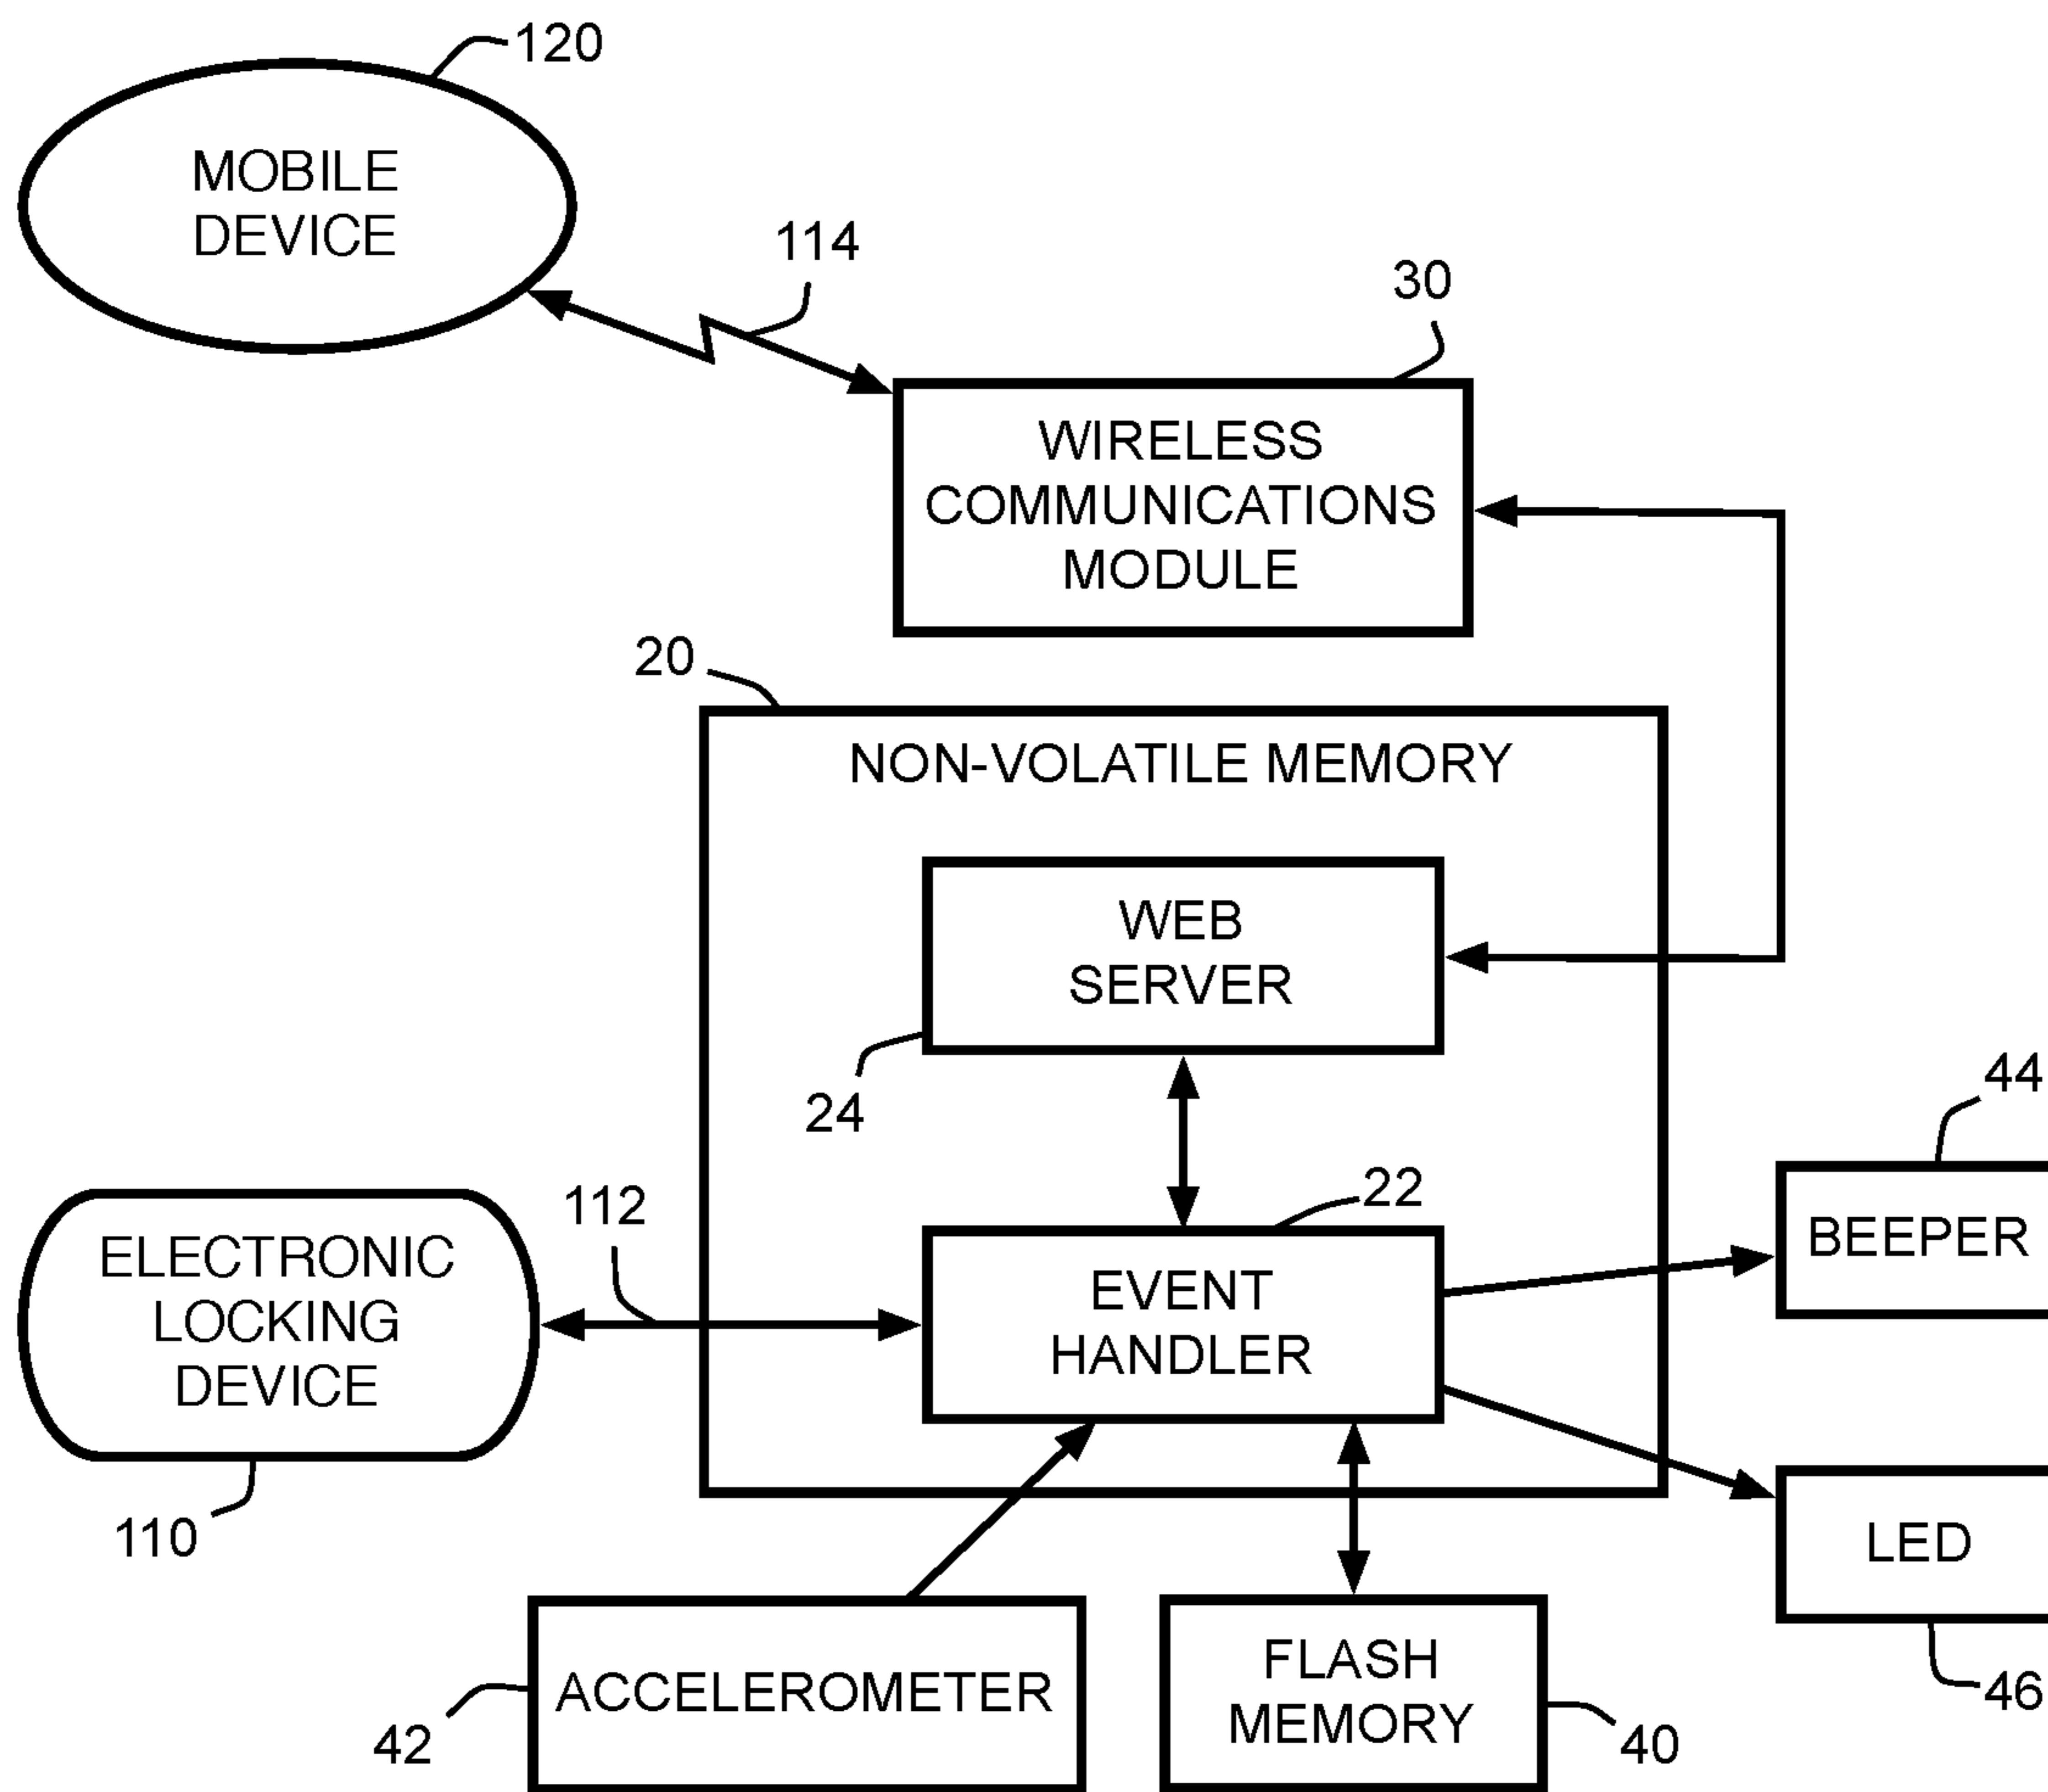 120
MOBILE
DEVICE
114
30
WIRELESS
COMMUNICATIONS
MODULE
20
NON-VOLATILE MEMORY
WEB
SERVER
24
44
BEEPER
22
112
EVENT
HANDLER
ELECTRONIC
LOCKING
DEVICE
110
LED
46
ACCELEROMETER
42
FLASH
MEMORY
40